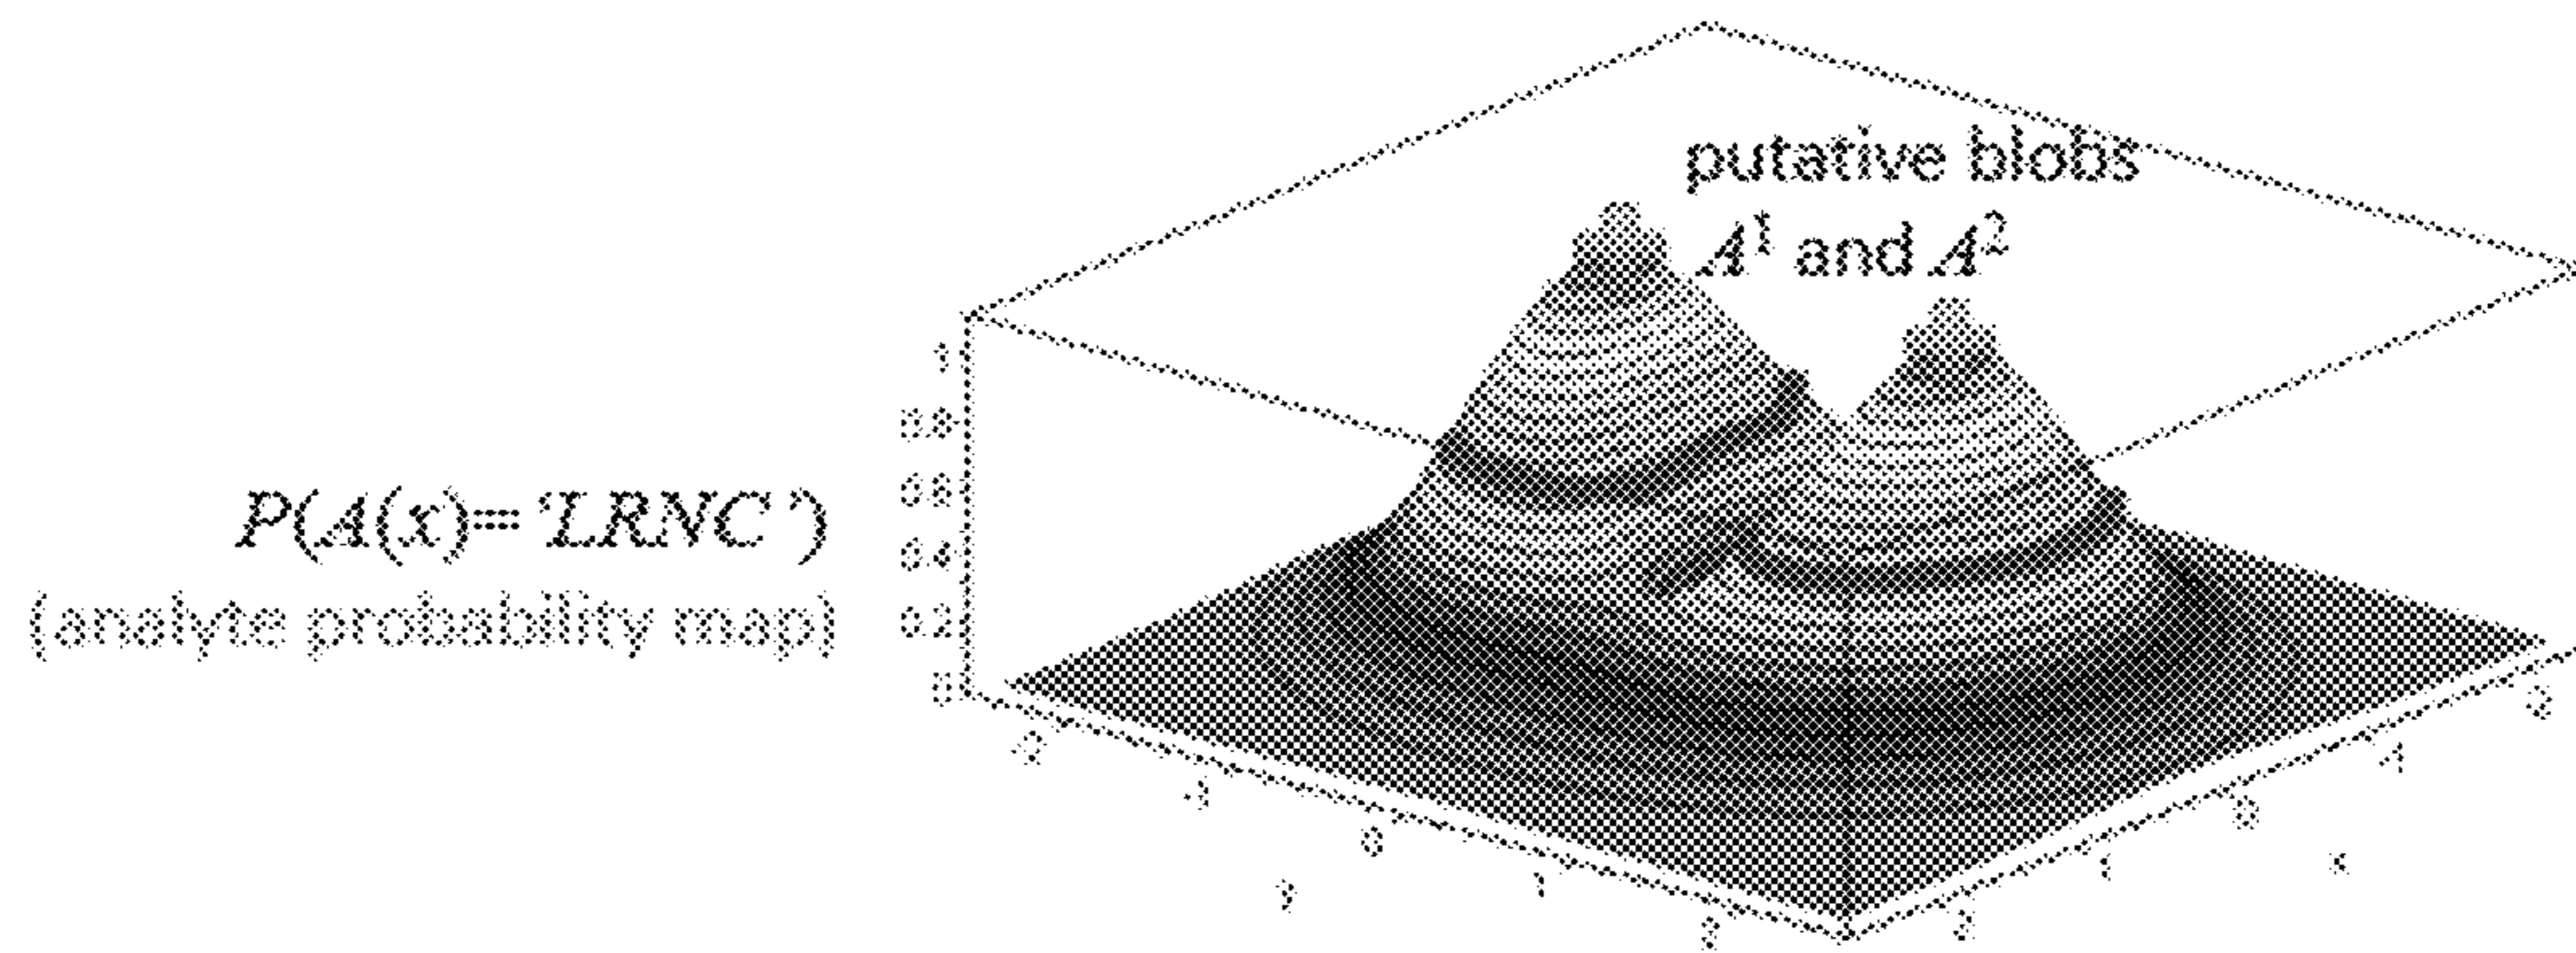 putative blobs
A¹ and A²
P(A(x)= 'LRNC')
(analyte probability map)
1
0.8
0.6
0.4
0.2
0
-2
-1
0
1
2
y
2
1
0
-1
-2
x